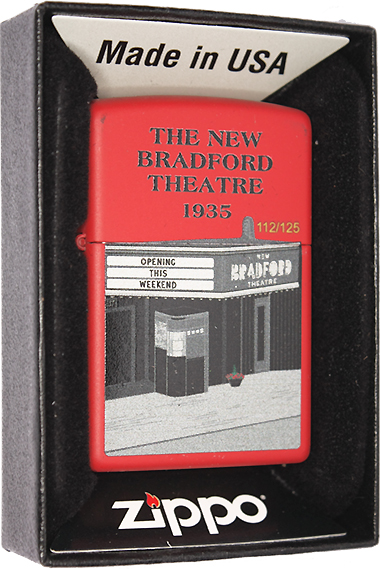 Made in USA
THE NEW
BRADFORD
THEATRE
1935
112/125
OPENING
THIS
WEEKEND
NEW
BRADFORD
THEATRE
zippo